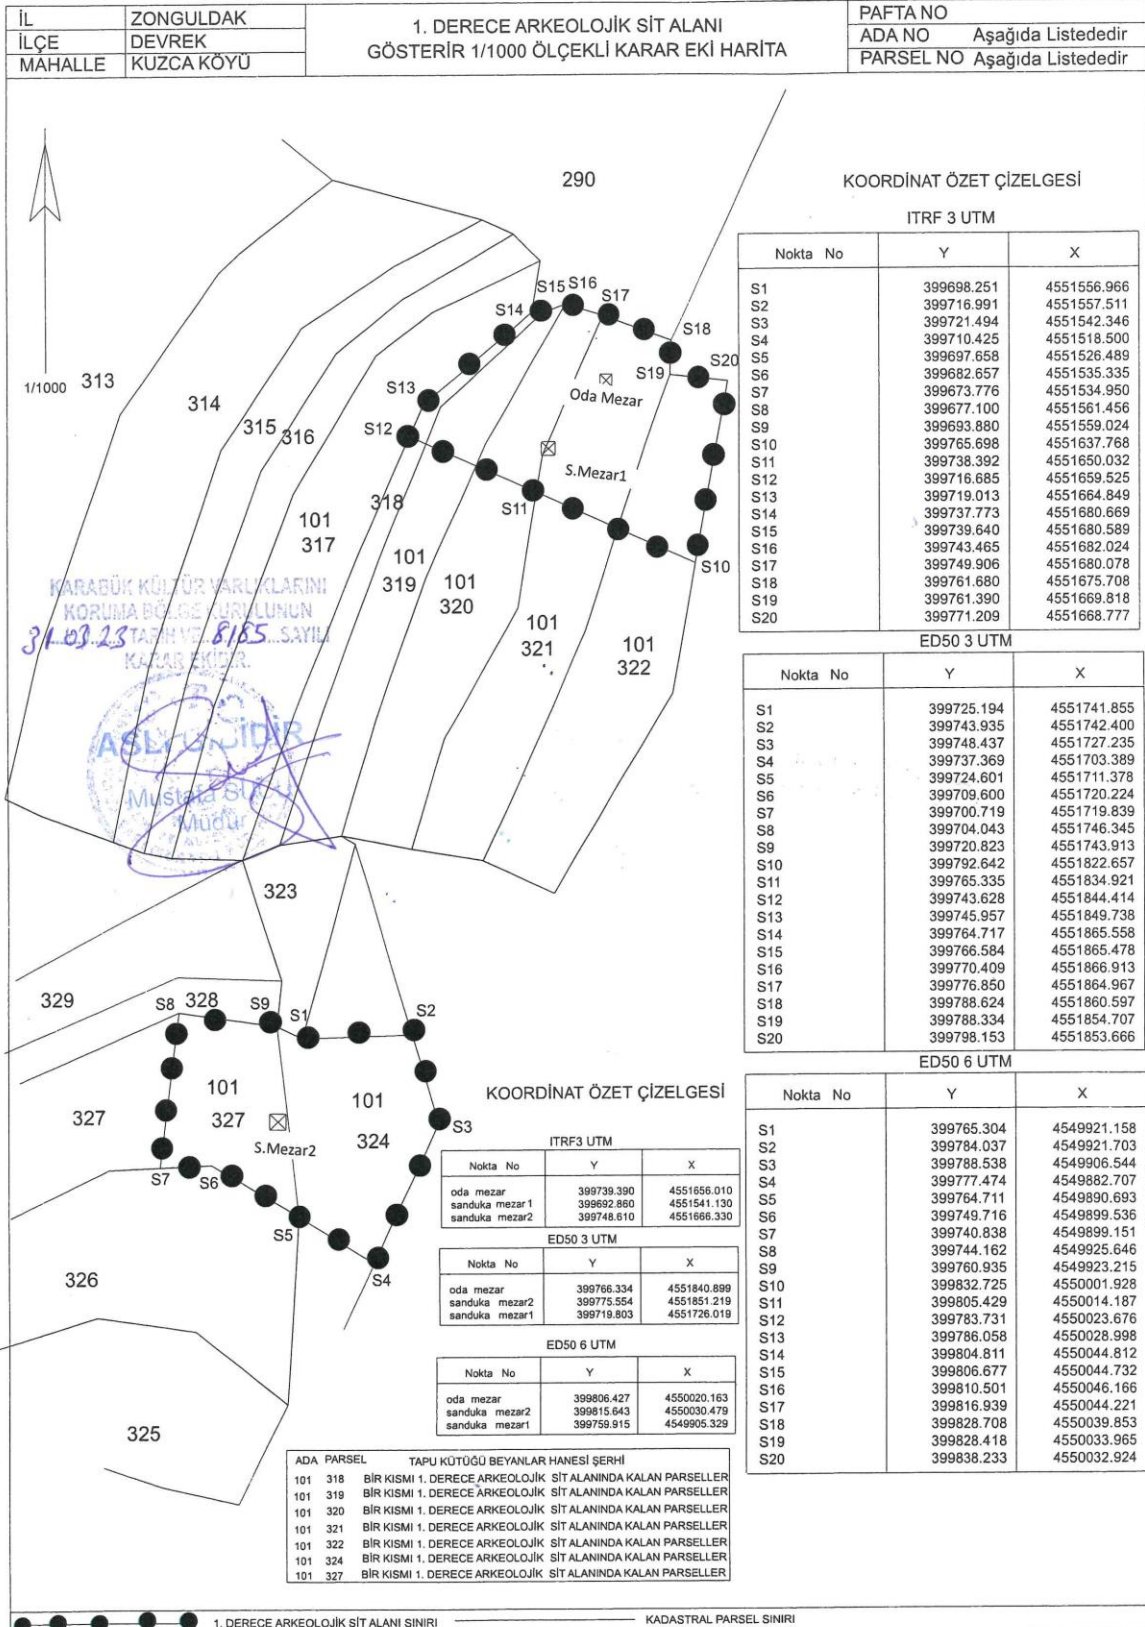 İL ZONGULDAK
İLÇE DEVREK
MAHALLE KUZCA KÖYÜ
1. DERECE ARKEOLOJİK SİT ALANI
GÖSTERİR 1/1000 ÖLÇEKLİ KARAR EKİ HARİTA
PAFTA NO
ADA NO Aşağıda Listededir
PARSEL NO Aşağıda Listededir
290
1/1000
313
314
315
316
S15 S16
S17
S14
S18
S19
S20
S13
S12
Oda Mezar
S.Mezar1
S11
S10
318
101
317
101
319
101
320
101
321
101
322
KARABÜK KÜLTÜR VARLIKLARINI
KORUMA BÖLGE KURULUNUN
31.03.23 TARİH VE 8185 SAYILI
KARAR EKİDİR.
ASLI GİBİDİR
Mustafa
Müdür
323
329
S8 328 S9
S1
S2
101
327
327
101
324
S.Mezar2
S3
S7
S6
S5
S4
326
325
KOORDİNAT ÖZET ÇİZELGESİ
ITRF 3 UTM
Nokta No Y X
S1 399698.251 4551556.966
S2 399716.991 4551557.511
S3 399721.494 4551542.346
S4 399710.425 4551518.500
S5 399697.658 4551526.489
S6 399682.657 4551535.335
S7 399673.776 4551534.950
S8 399677.100 4551561.456
S9 399693.880 4551559.024
S10 399765.698 4551637.768
S11 399738.392 4551650.032
S12 399716.685 4551659.525
S13 399719.013 4551664.849
S14 399737.773 4551680.669
S15 399739.640 4551680.589
S16 399743.465 4551682.024
S17 399749.906 4551680.078
S18 399761.680 4551675.708
S19 399761.390 4551669.818
S20 399771.209 4551668.777
ED50 3 UTM
Nokta No Y X
S1 399725.194 4551741.855
S2 399743.935 4551742.400
S3 399748.437 4551727.235
S4 399737.369 4551703.389
S5 399724.601 4551711.378
S6 399709.600 4551720.224
S7 399700.719 4551719.839
S8 399704.043 4551746.345
S9 399720.823 4551743.913
S10 399792.642 4551822.657
S11 399765.335 4551834.921
S12 399743.628 4551844.414
S13 399745.957 4551849.738
S14 399764.717 4551865.558
S15 399766.584 4551865.478
S16 399770.409 4551866.913
S17 399776.850 4551864.967
S18 399788.624 4551860.597
S19 399788.334 4551854.707
S20 399798.153 4551853.666
ED50 6 UTM
Nokta No Y X
S1 399765.304 4549921.158
S2 399784.037 4549921.703
S3 399788.538 4549906.544
S4 399777.474 4549882.707
S5 399764.711 4549890.693
S6 399749.716 4549899.536
S7 399740.838 4549899.151
S8 399744.162 4549925.646
S9 399760.935 4549923.215
S10 399832.725 4550001.928
S11 399805.429 4550014.187
S12 399783.731 4550023.676
S13 399786.058 4550028.998
S14 399804.811 4550044.812
S15 399806.677 4550044.732
S16 399810.501 4550046.166
S17 399816.939 4550044.221
S18 399828.708 4550039.853
S19 399828.418 4550033.965
S20 399838.233 4550032.924
KOORDİNAT ÖZET ÇİZELGESİ
ITRF3 UTM
Nokta No Y X
oda mezar 399739.390 4551656.010
sanduka mezar1 399692.860 4551541.130
sanduka mezar2 399748.610 4551666.330
ED50 3 UTM
Nokta No Y X
oda mezar 399766.334 4551840.899
sanduka mezar2 399775.554 4551851.219
sanduka mezar1 399719.803 4551726.019
ED50 6 UTM
Nokta No Y X
oda mezar 399806.427 4550020.163
sanduka mezar2 399815.643 4550030.479
sanduka mezar1 399759.915 4549905.329
ADA PARSEL TAPU KÜTÜĞÜ BEYANLAR HANESİ ŞERHİ
101 318 BİR KISMI 1. DERECE ARKEOLOJİK SİT ALANINDA KALAN PARSELLER
101 319 BİR KISMI 1. DERECE ARKEOLOJİK SİT ALANINDA KALAN PARSELLER
101 320 BİR KISMI 1. DERECE ARKEOLOJİK SİT ALANINDA KALAN PARSELLER
101 321 BİR KISMI 1. DERECE ARKEOLOJİK SİT ALANINDA KALAN PARSELLER
101 322 BİR KISMI 1. DERECE ARKEOLOJİK SİT ALANINDA KALAN PARSELLER
101 324 BİR KISMI 1. DERECE ARKEOLOJİK SİT ALANINDA KALAN PARSELLER
101 327 BİR KISMI 1. DERECE ARKEOLOJİK SİT ALANINDA KALAN PARSELLER
1. DERECE ARKEOLOJİK SİT ALANI SINIRI KADASTRAL PARSEL SINIRI